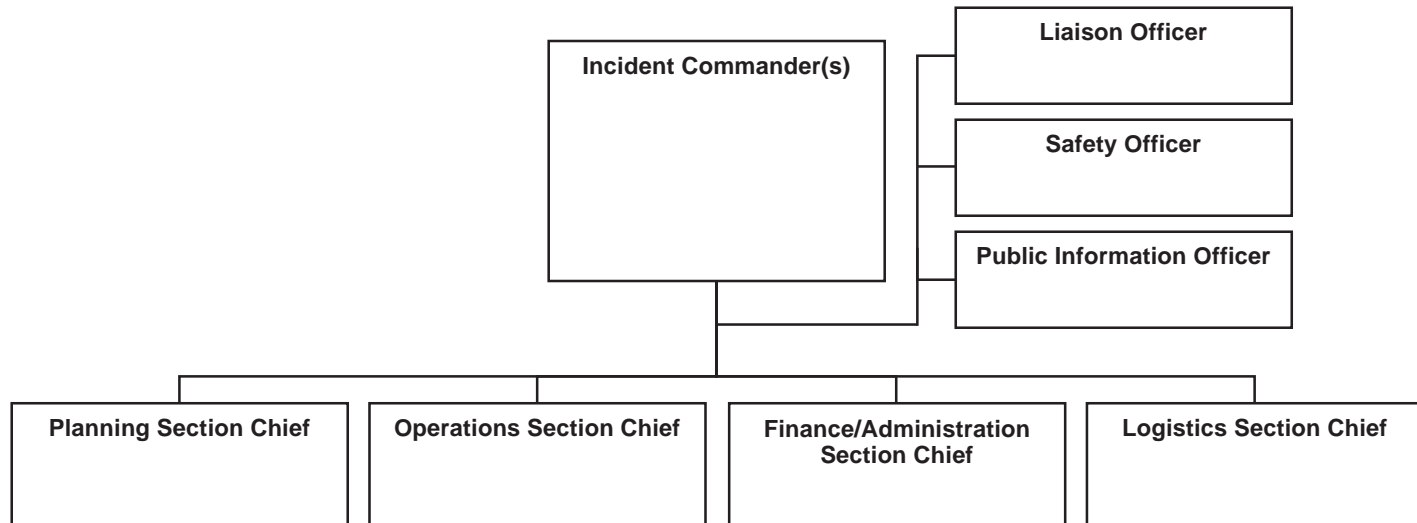 Liaison Officer
Incident Commander(s)
Safety Officer
Public Information Officer
Planning Section Chief
Operations Section Chief
Finance/Administration
Section Chief
Logistics Section Chief